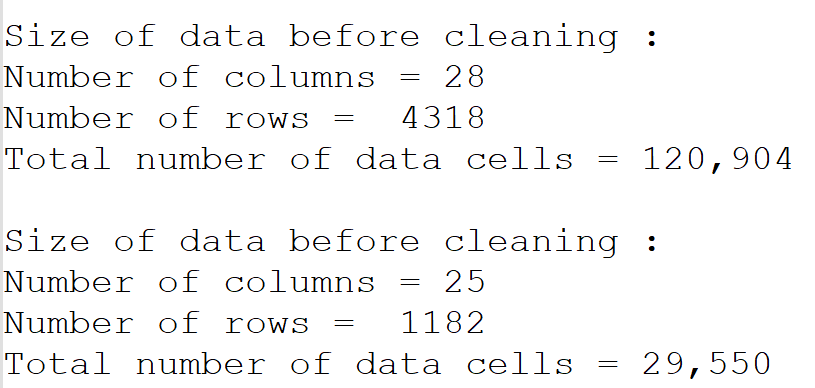 Size of data before cleaning :
Number of columns = 28
Number of rows =  4318
Total number of data cells = 120,904
Size of data before cleaning :
Number of columns = 25
Number of rows =  1182
Total number of data cells = 29,550